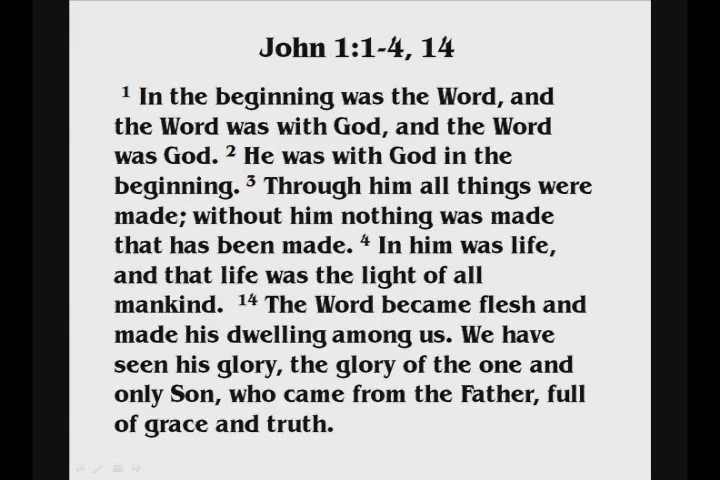 John 1:1-4, 14
1 In the beginning was the Word, and
the Word was with God, and the Word
was God. 2 He was with God in the
beginning. 3 Through him all things were
made; without him nothing was made
that has been made. 4 In him was life,
and that life was the light of all
mankind. 14 The Word became flesh and
made his dwelling among us. We have
seen his glory, the glory of the one and
only Son, who came from the Father, full
of grace and truth.